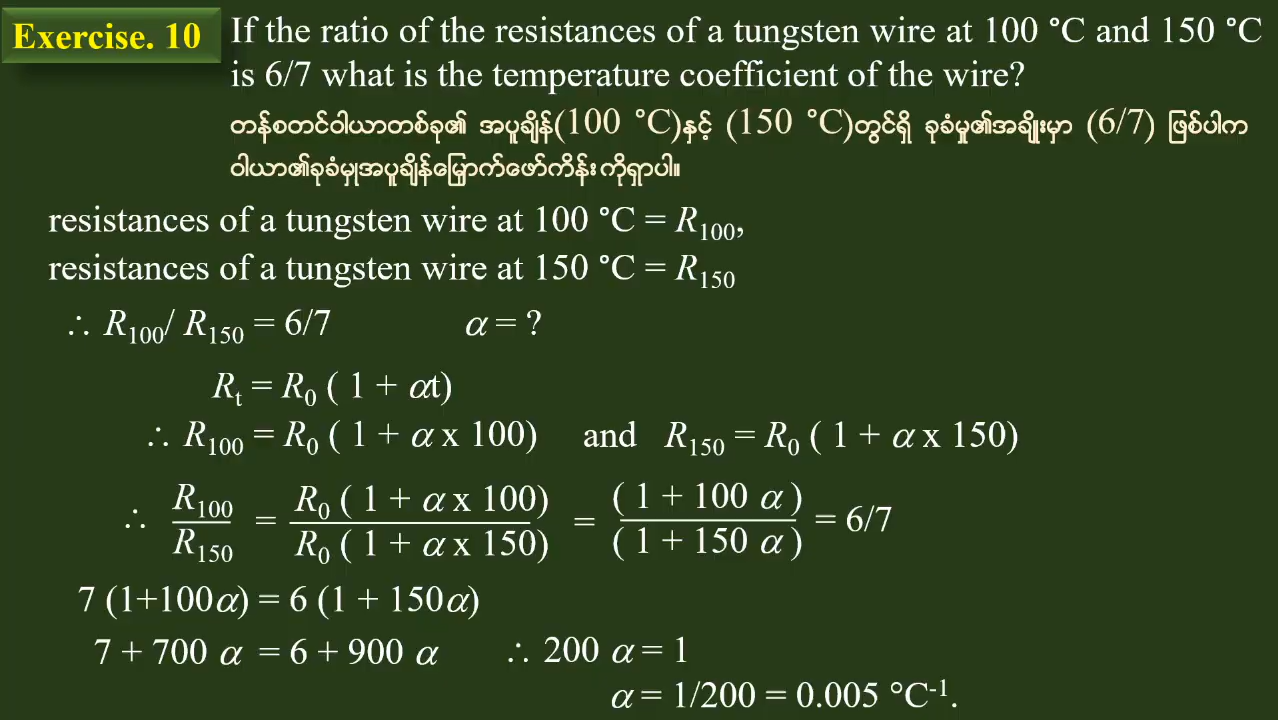 Exercise. 10
If the ratio of the resistances of a tungsten wire at 100 °C and 150 °C
is 6/7 what is the temperature coefficient of the wire?
တန်စတင်ဝါယာတစ်ခု၏ အပူချိန်(100 °C)နှင့် (150 °C)တွင်ရှိ ခုခံမှု၏အချိုးမှာ (6/7) ဖြစ်ပါက
ဝါယာ၏ခုခံမှုအပူချိန်မြှောက်ဖော်ကိန်း ကိုရှာပါ။
resistances of a tungsten wire at 100 °C = R₁₀₀,
resistances of a tungsten wire at 150 °C = R₁₅₀
∴ R₁₀₀/ R₁₅₀ = 6/7 α = ?
Rₜ = R₀ ( 1 + αt)
∴ R₁₀₀ = R₀ ( 1 + α x 100) and R₁₅₀ = R₀ ( 1 + α x 150)
∴ R₁₀₀/R₁₅₀ = R₀ ( 1 + α x 100)/R₀ ( 1 + α x 150) = ( 1 + 100 α )/( 1 + 150 α ) = 6/7
7 (1+100α) = 6 (1 + 150α)
7 + 700 α = 6 + 900 α ∴ 200 α = 1
α = 1/200 = 0.005 °C⁻¹.